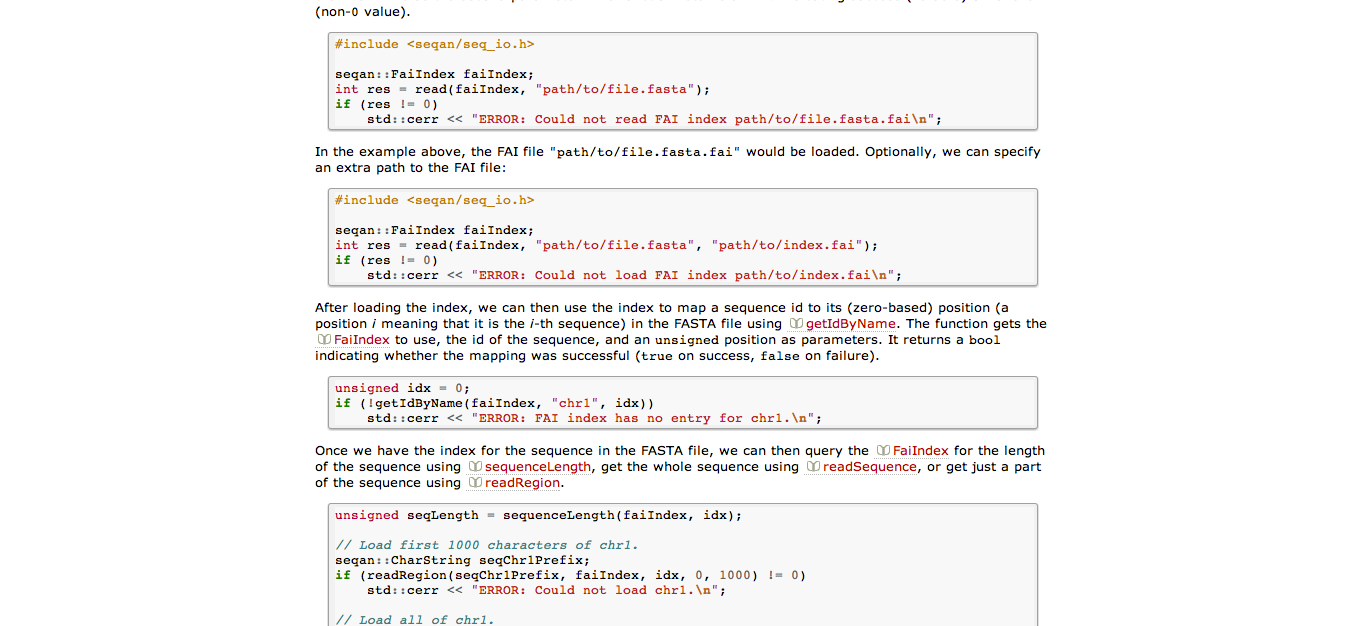 (non-0 value).
#include <seqan/seq_io.h>
seqan::FaiIndex faiIndex;
int res = read(faiIndex, "path/to/file.fasta");
if (res != 0)
    std::cerr << "ERROR: Could not read FAI index path/to/file.fasta.fai\n";
In the example above, the FAI file "path/to/file.fasta.fai" would be loaded. Optionally, we can specify
an extra path to the FAI file:
#include <seqan/seq_io.h>
seqan::FaiIndex faiIndex;
int res = read(faiIndex, "path/to/file.fasta", "path/to/index.fai");
if (res != 0)
    std::cerr << "ERROR: Could not load FAI index path/to/index.fai\n";
After loading the index, we can then use the index to map a sequence id to its (zero-based) position (a
position i meaning that it is the i-th sequence) in the FASTA file using getIdByName. The function gets the
FaiIndex to use, the id of the sequence, and an unsigned position as parameters. It returns a bool
indicating whether the mapping was successful (true on success, false on failure).
unsigned idx = 0;
if (!getIdByName(faiIndex, "chr1", idx))
    std::cerr << "ERROR: FAI index has no entry for chr1.\n";
Once we have the index for the sequence in the FASTA file, we can then query the FaiIndex for the length
of the sequence using sequenceLength, get the whole sequence using readSequence, or get just a part
of the sequence using readRegion.
unsigned seqLength = sequenceLength(faiIndex, idx);
// Load first 1000 characters of chr1.
seqan::CharString seqChr1Prefix;
if (readRegion(seqChr1Prefix, faiIndex, idx, 0, 1000) != 0)
    std::cerr << "ERROR: Could not load chr1.\n";
// Load all of chr1.